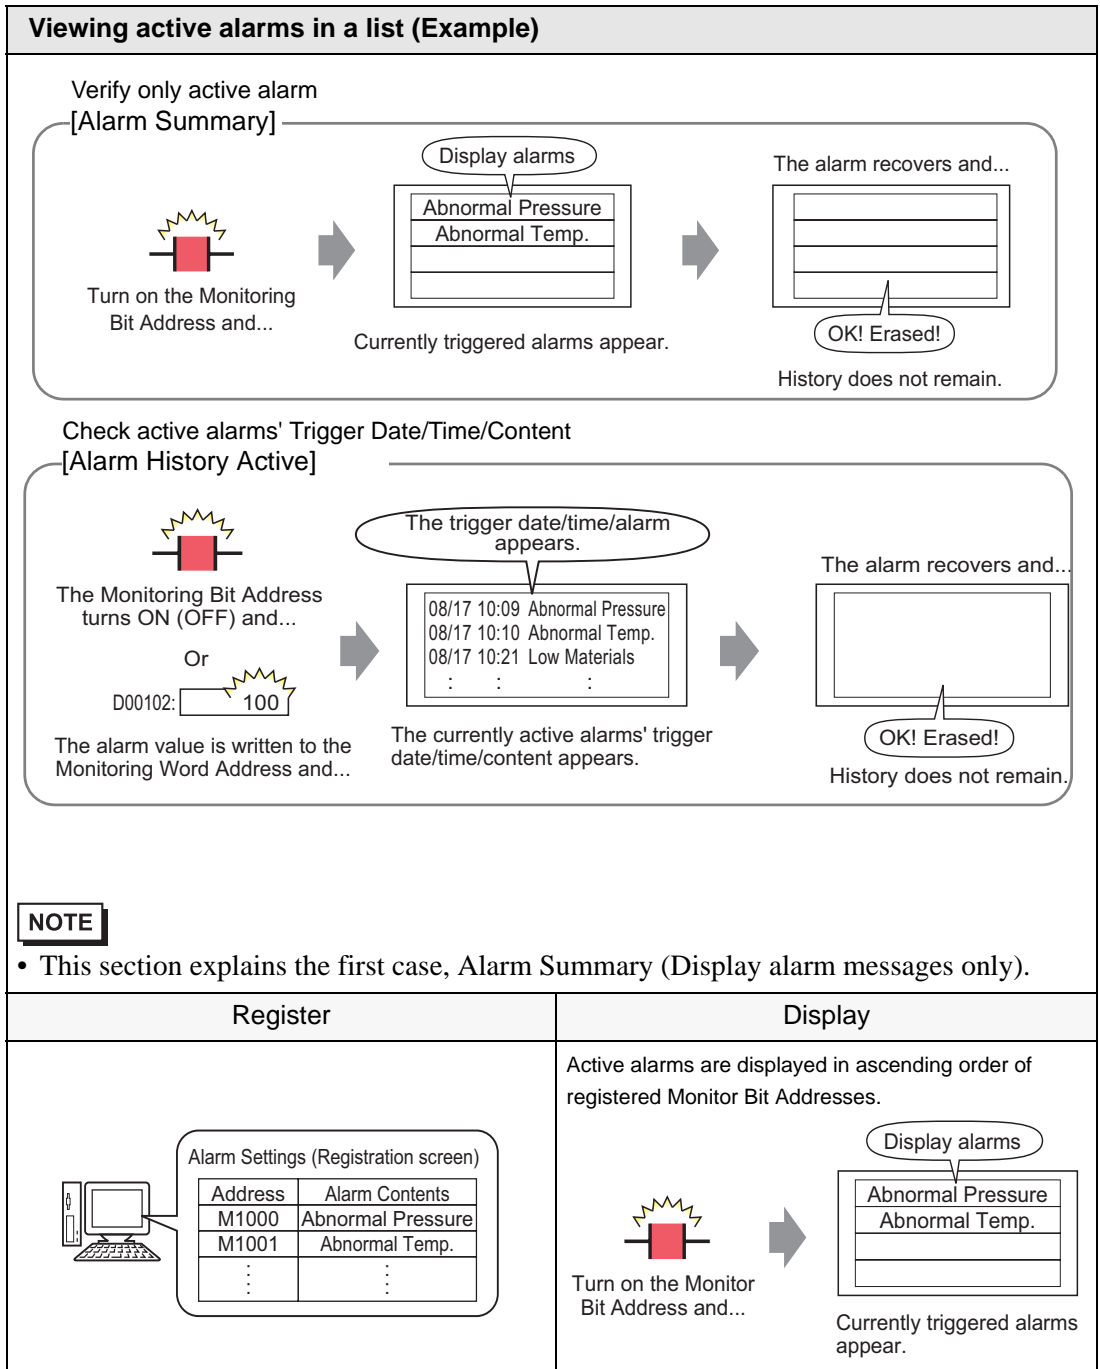 Viewing active alarms in a list (Example)
Verify only active alarm
[Alarm Summary]
Display alarms
Abnormal Pressure
Abnormal Temp.
The alarm recovers and...
Turn on the Monitoring
Bit Address and...
Currently triggered alarms appear.
OK! Erased!
History does not remain.
Check active alarms' Trigger Date/Time/Content
[Alarm History Active]
The Monitoring Bit Address
turns ON (OFF) and...
Or
D00102: 100
The alarm value is written to the
Monitoring Word Address and...
The trigger date/time/alarm
appears.
08/17 10:09 Abnormal Pressure
08/17 10:10 Abnormal Temp.
08/17 10:21 Low Materials
: : :
The currently active alarms' trigger
date/time/content appears.
The alarm recovers and...
OK! Erased!
History does not remain.
NOTE
• This section explains the first case, Alarm Summary (Display alarm messages only).
Register
Display
Alarm Settings (Registration screen)
Address Alarm Contents
M1000 Abnormal Pressure
M1001 Abnormal Temp.
: :
Active alarms are displayed in ascending order of
registered Monitor Bit Addresses.
Display alarms
Abnormal Pressure
Abnormal Temp.
Turn on the Monitor
Bit Address and...
Currently triggered alarms
appear.